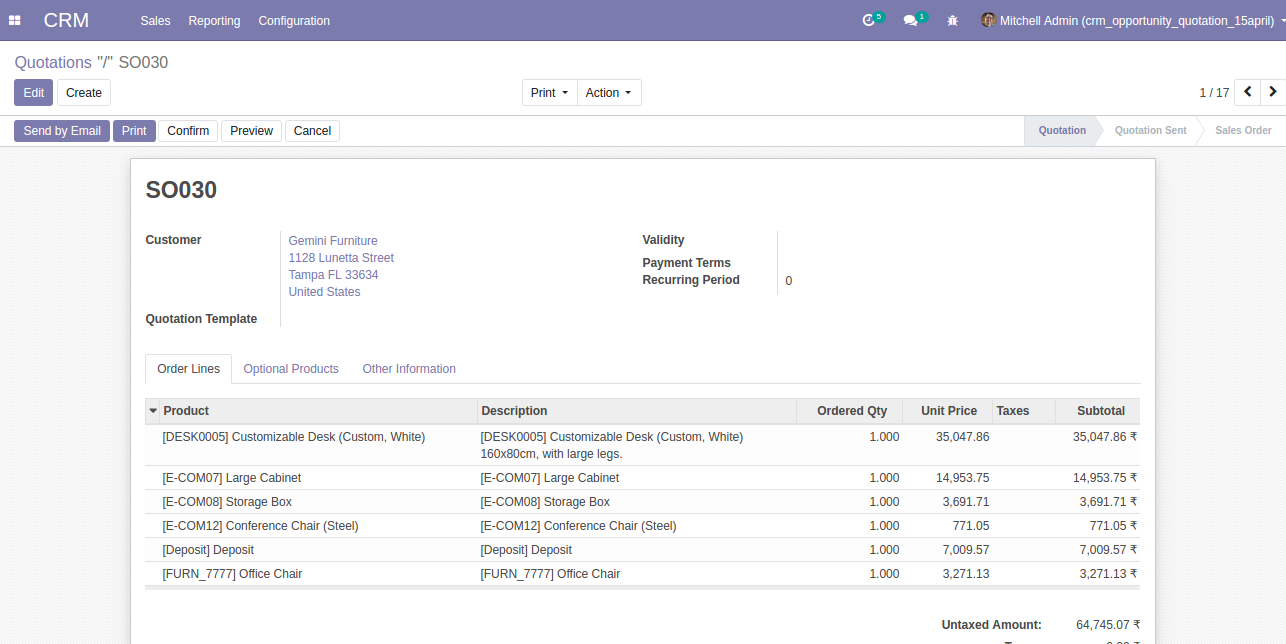 CRM Sales Reporting Configuration 5 1 Mitchell Admin (crm_opportunity_quotation_15april)
Quotations "/" SO030
Edit Create Print Action 1 / 17
Send by Email Print Confirm Preview Cancel Quotation Quotation Sent Sales Order
SO030
Customer Gemini Furniture Validity
1128 Lunetta Street
Payment Terms
Tampa FL 33634
Recurring Period 0
United States
Quotation Template
Order Lines Optional Products Other Information
Product Description Ordered Qty Unit Price Taxes Subtotal
[DESK0005] Customizable Desk (Custom, White) [DESK0005] Customizable Desk (Custom, White) 1.000 35,047.86 35,047.86 ₹
160x80cm, with large legs.
[E-COM07] Large Cabinet [E-COM07] Large Cabinet 1.000 14,953.75 14,953.75 ₹
[E-COM08] Storage Box [E-COM08] Storage Box 1.000 3,691.71 3,691.71 ₹
[E-COM12] Conference Chair (Steel) [E-COM12] Conference Chair (Steel) 1.000 771.05 771.05 ₹
[Deposit] Deposit [Deposit] Deposit 1.000 7,009.57 7,009.57 ₹
[FURN_7777] Office Chair [FURN_7777] Office Chair 1.000 3,271.13 3,271.13 ₹
Untaxed Amount: 64,745.07 ₹